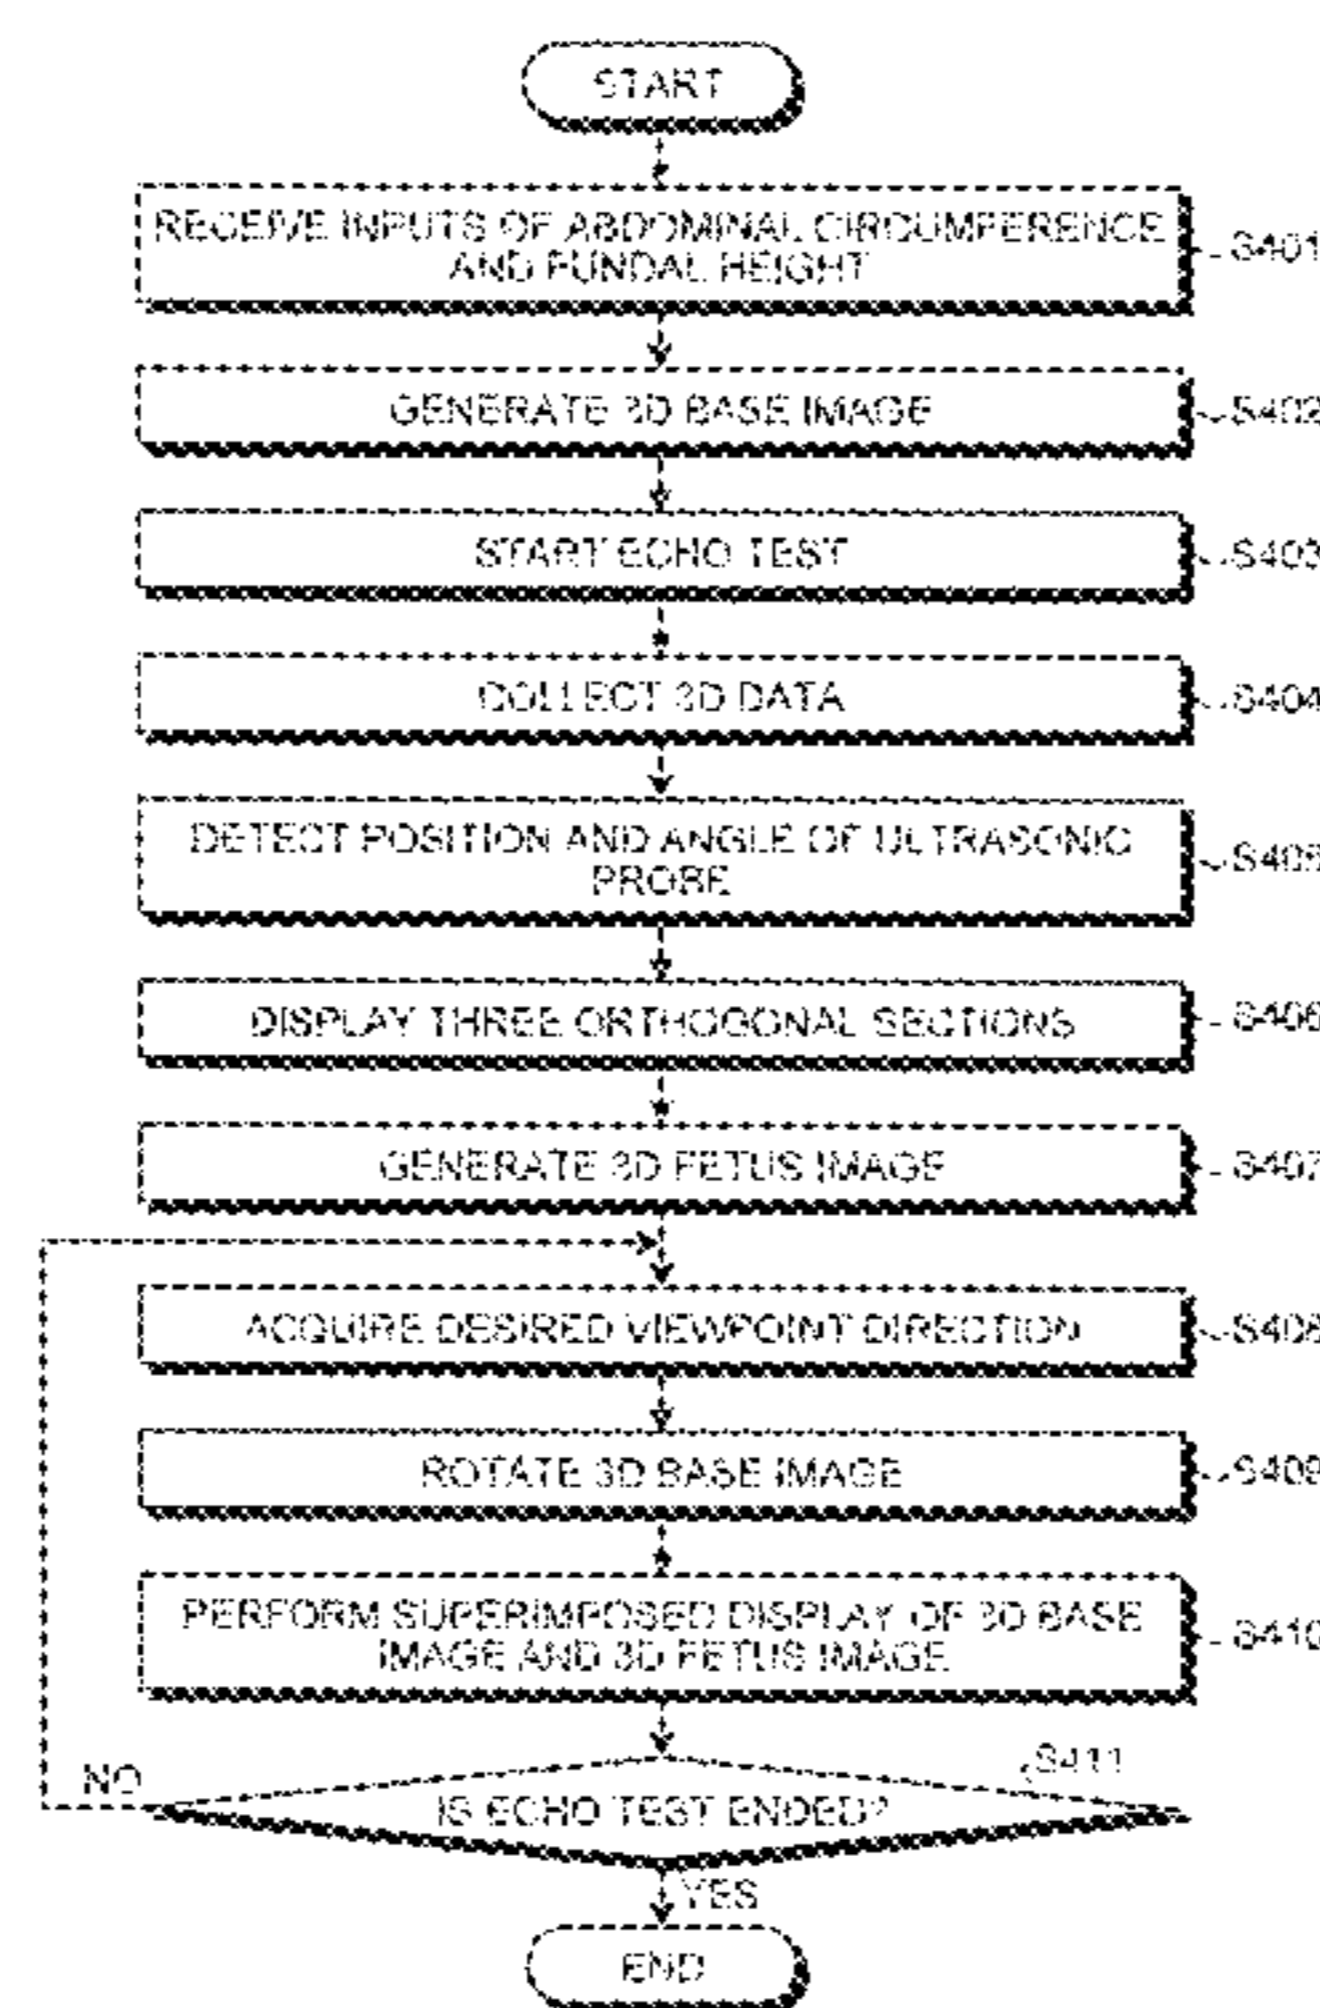 START
RECEIVE INPUTS OF ABDOMINAL CIRCUMFERENCE
AND FUNDAL HEIGHT
S401
GENERATE 3D BASE IMAGE
S402
START ECHO TEST
S403
COLLECT 3D DATA
S404
DETECT POSITION AND ANGLE OF ULTRASONIC
PROBE
S405
DISPLAY THREE ORTHOGONAL SECTIONS
S406
GENERATE 3D FETUS IMAGE
S407
ACQUIRE DESIRED VIEWPOINT DIRECTION
S408
ROTATE 3D BASE IMAGE
S409
PERFORM SUPERIMPOSED DISPLAY OF 3D BASE
IMAGE AND 3D FETUS IMAGE
S410
S411
NO
IS ECHO TEST ENDED?
YES
END